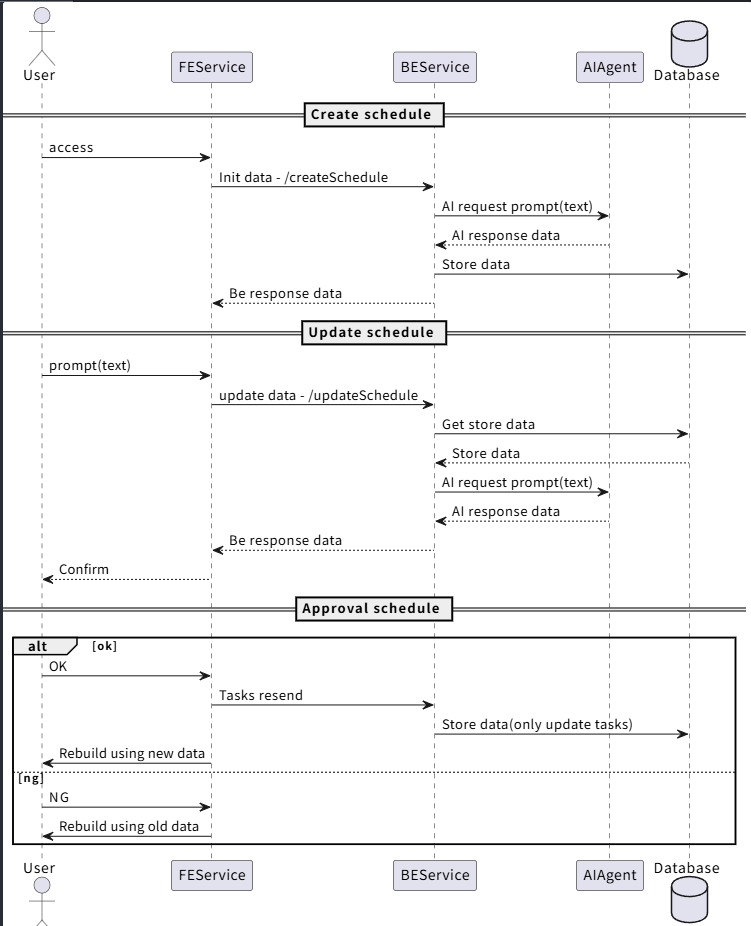 User
FEService
BEService
AIAgent
Database
Create schedule
access
Init data - /createSchedule
AI request prompt(text)
AI response data
Store data
Be response data
Update schedule
prompt(text)
update data - /updateSchedule
Get store data
Store data
AI request prompt(text)
AI response data
Be response data
Confirm
Approval schedule
alt [ok]
OK
Tasks resend
Store data(only update tasks)
Rebuild using new data
[ng]
NG
Rebuild using old data
User
FEService
BEService
AIAgent
Database